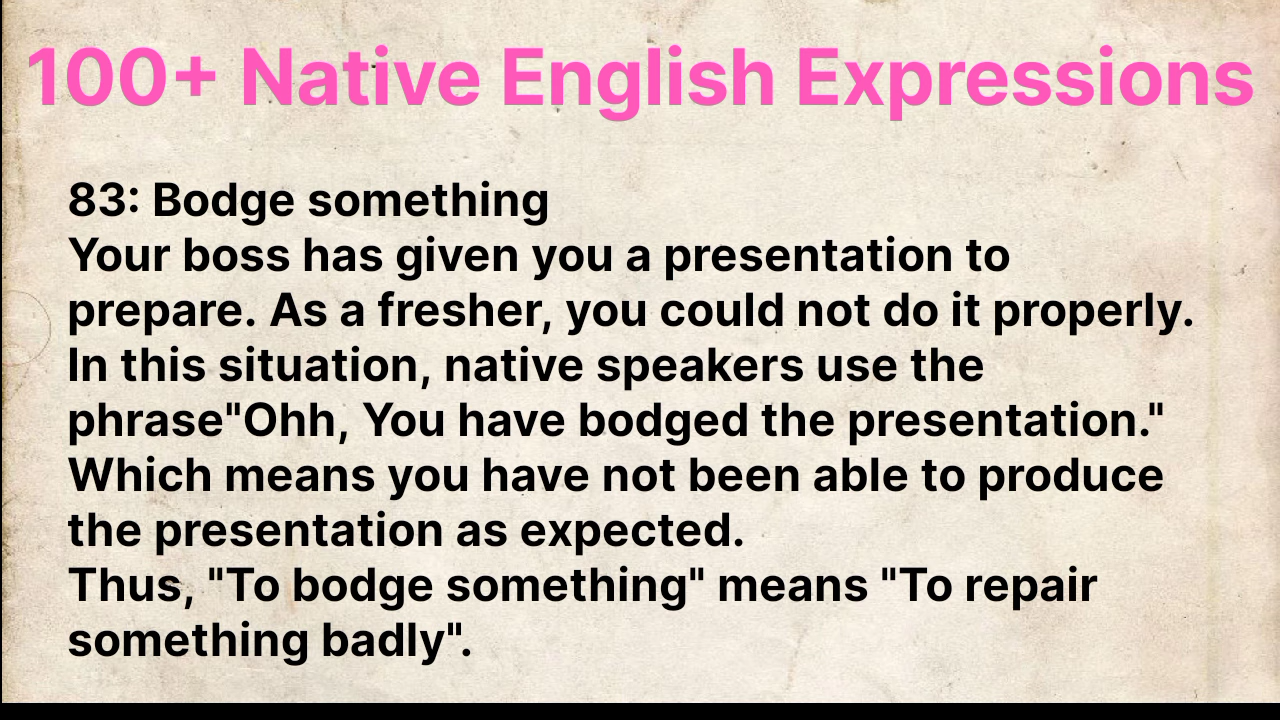 100+ Native English Expressions
83: Bodge something
Your boss has given you a presentation to
prepare. As a fresher, you could not do it properly.
In this situation, native speakers use the
phrase"Ohh, You have bodged the presentation."
Which means you have not been able to produce
the presentation as expected.
Thus, "To bodge something" means "To repair
something badly".